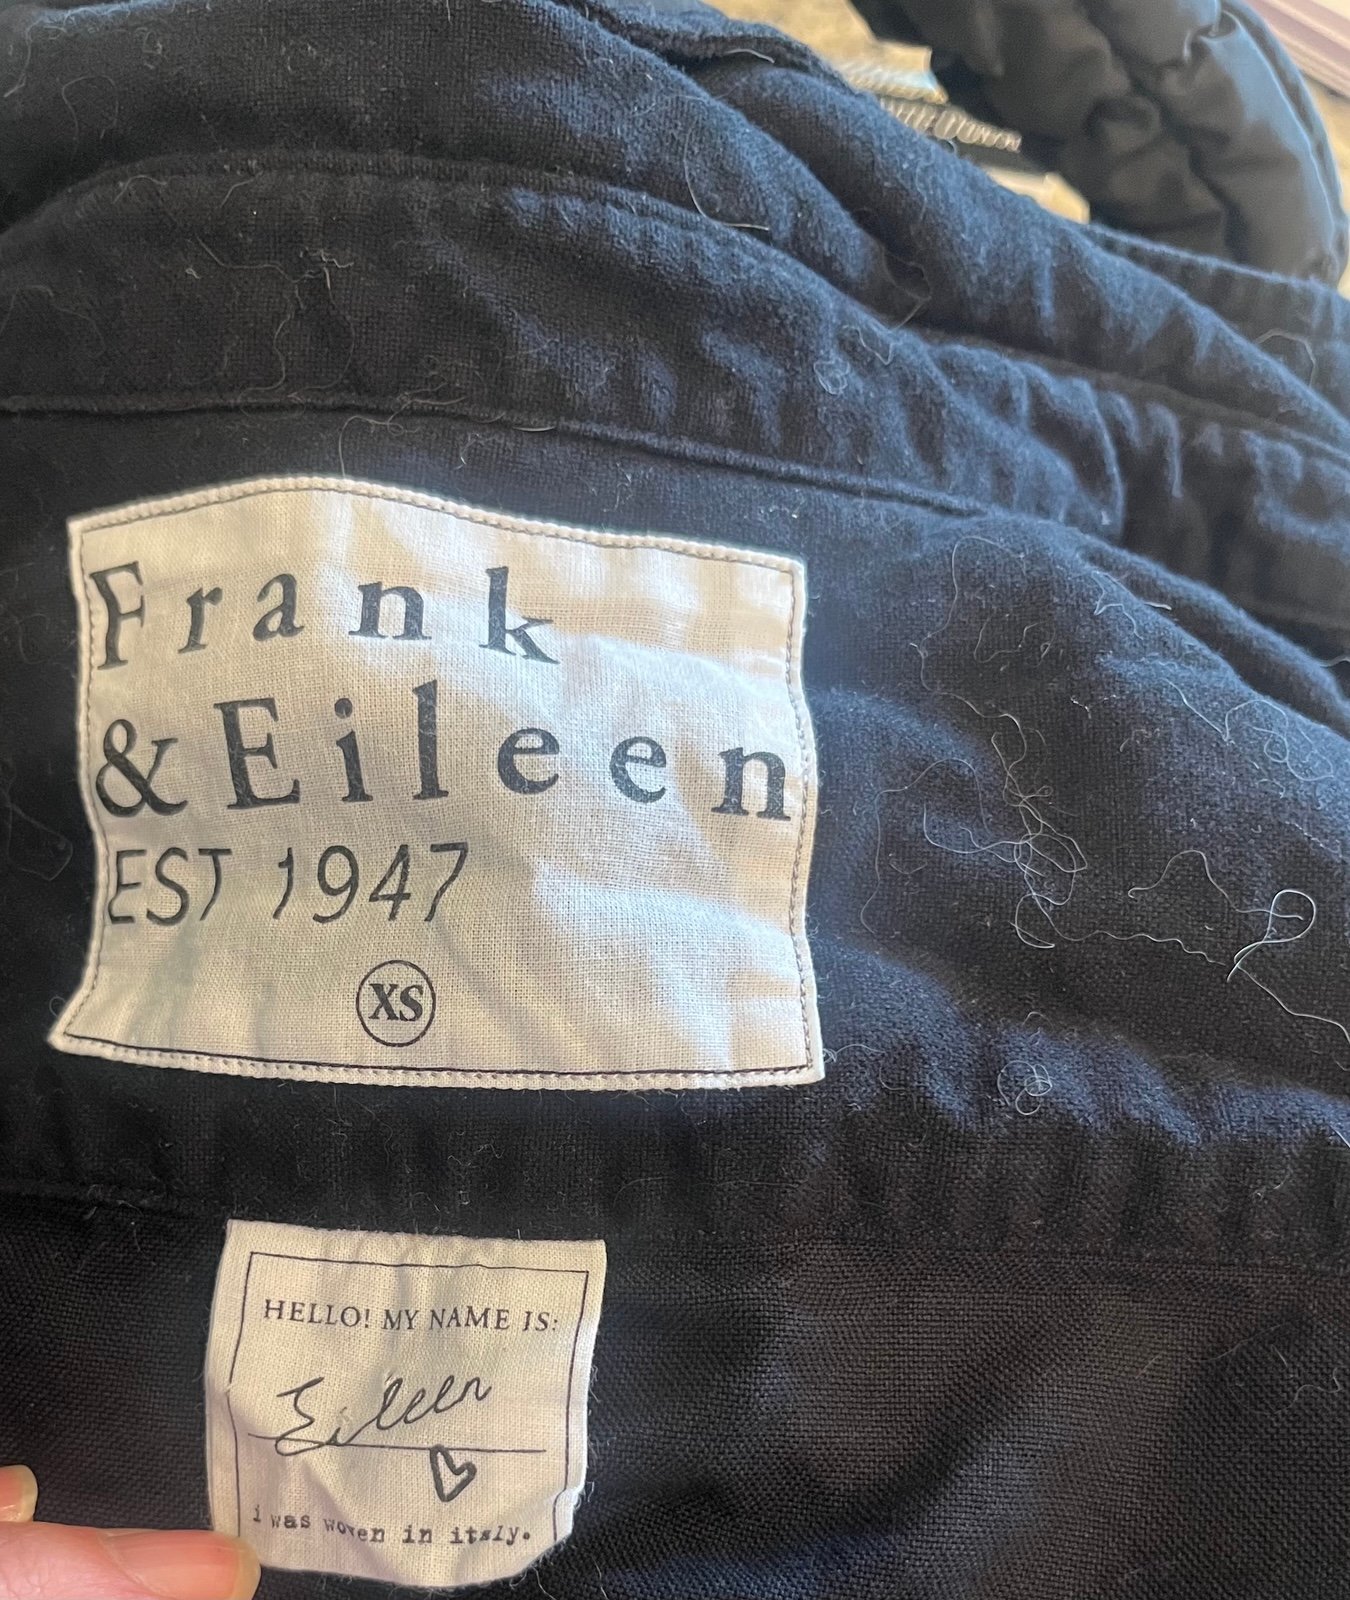 Frank
& Eileen
EST 1947
XS
HELLO! MY NAME IS:
Eileen
i was woven in italy.